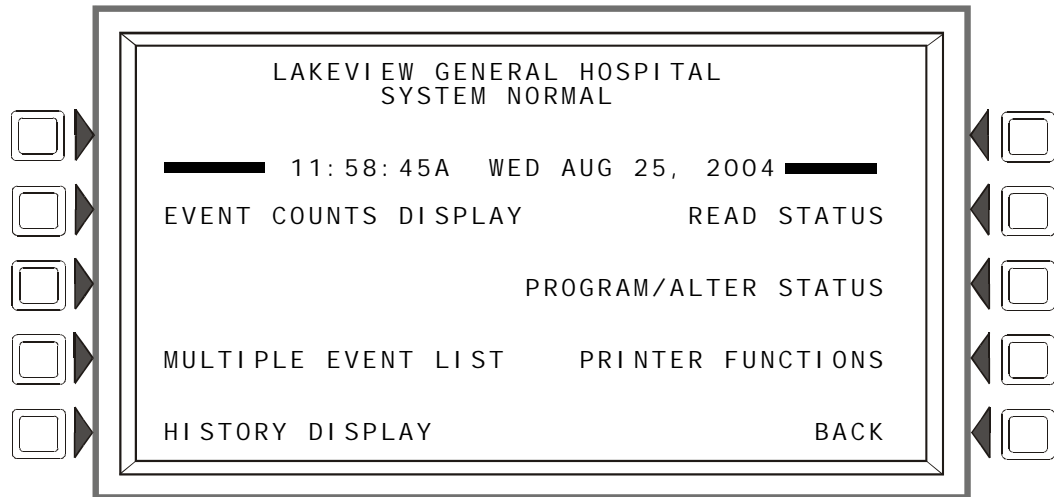 LAKEVIEW GENERAL HOSPITAL
SYSTEM NORMAL
11:58:45A WED AUG 25, 2004
EVENT COUNTS DISPLAY READ STATUS
PROGRAM/ALTER STATUS
MULTIPLE EVENT LIST PRINTER FUNCTIONS
HISTORY DISPLAY BACK